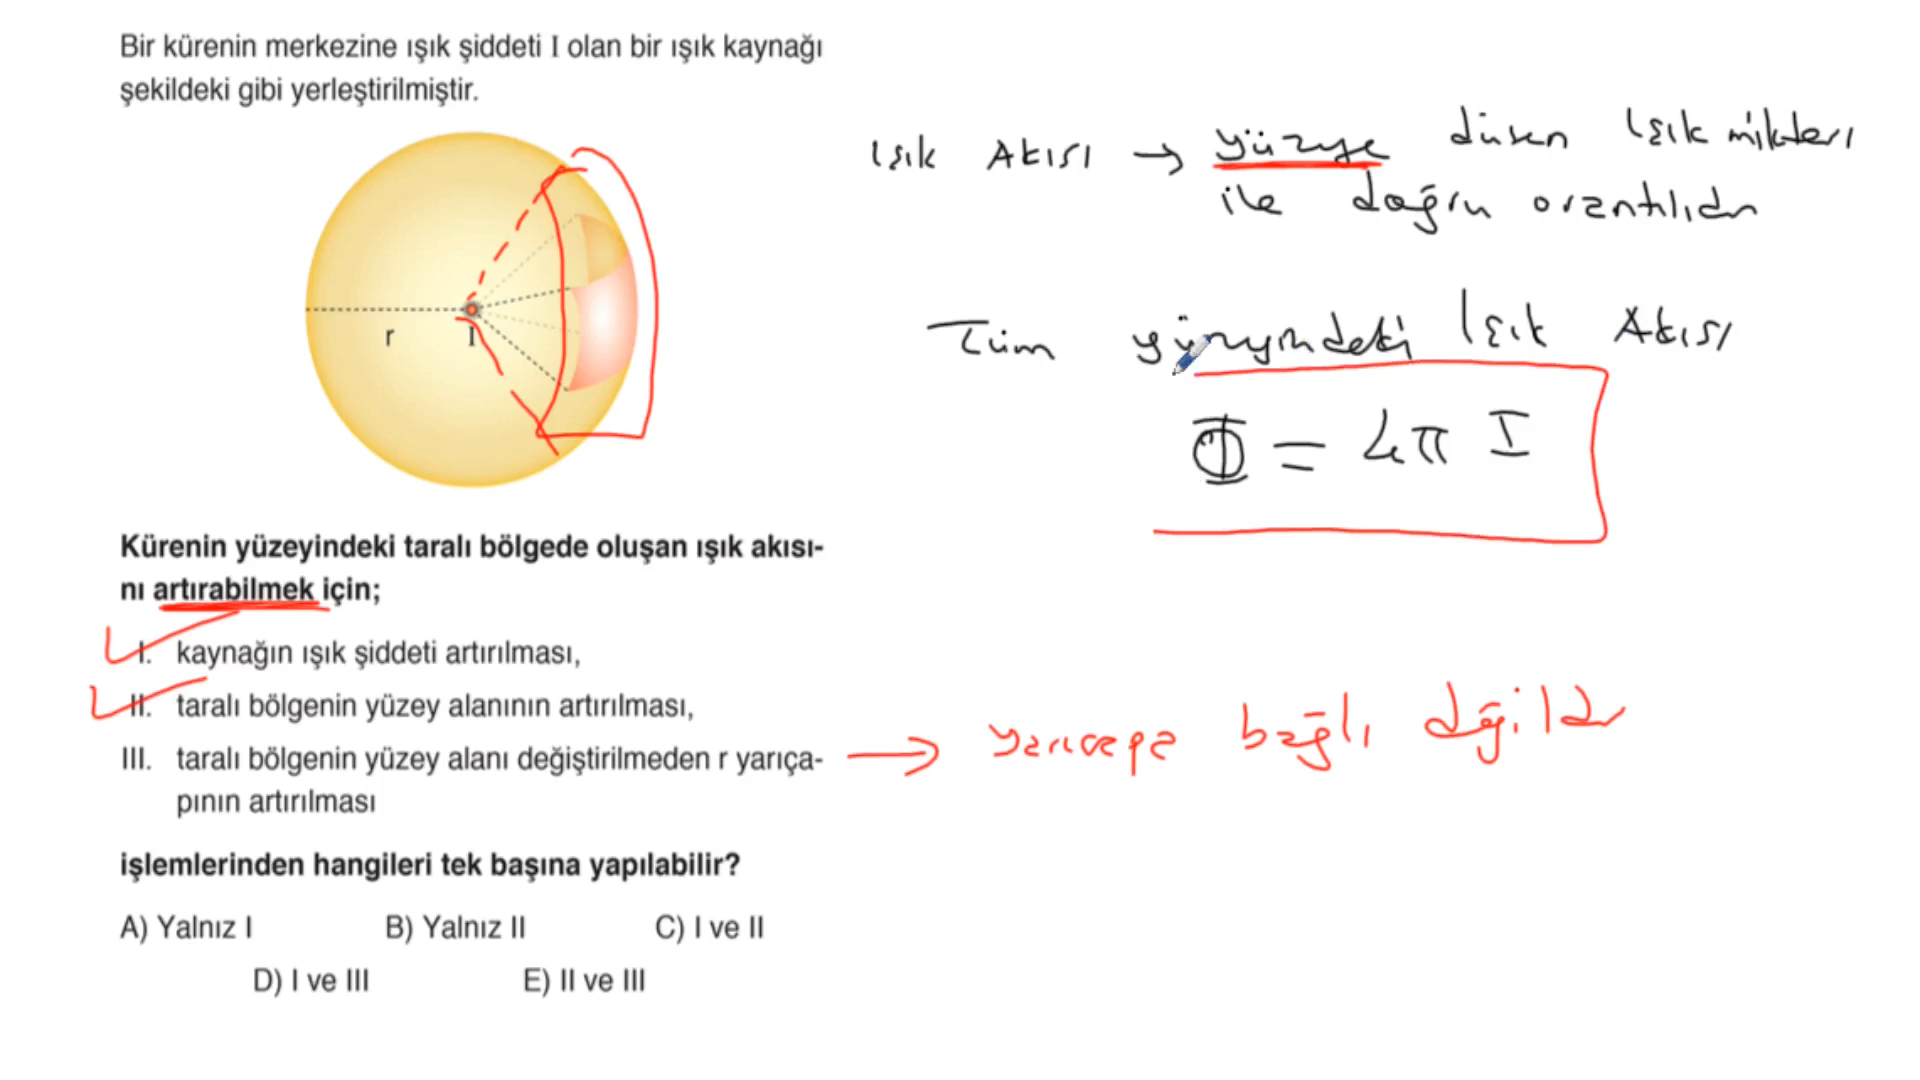 Bir kürenin merkezine ışık şiddeti I olan bir ışık kaynağı
şekildeki gibi yerleştirilmiştir.
r
I
Kürenin yüzeyindeki taralı bölgede oluşan ışık akısı-
nı artırabilmek için;
I. kaynağın ışık şiddeti artırılması,
II. taralı bölgenin yüzey alanının artırılması,
III. taralı bölgenin yüzey alanı değiştirilmeden r yarıça-
pının artırılması
işlemlerinden hangileri tek başına yapılabilir?
A) Yalnız I B) Yalnız II C) I ve II
D) I ve III E) II ve III
Işık Akısı → yüzeye düşen Işık miktarı
ile doğru orantılıdır
Tüm yüzeyindeki Işık Akısı
Φ = 4π I
→ yarıçapa bağlı değildir